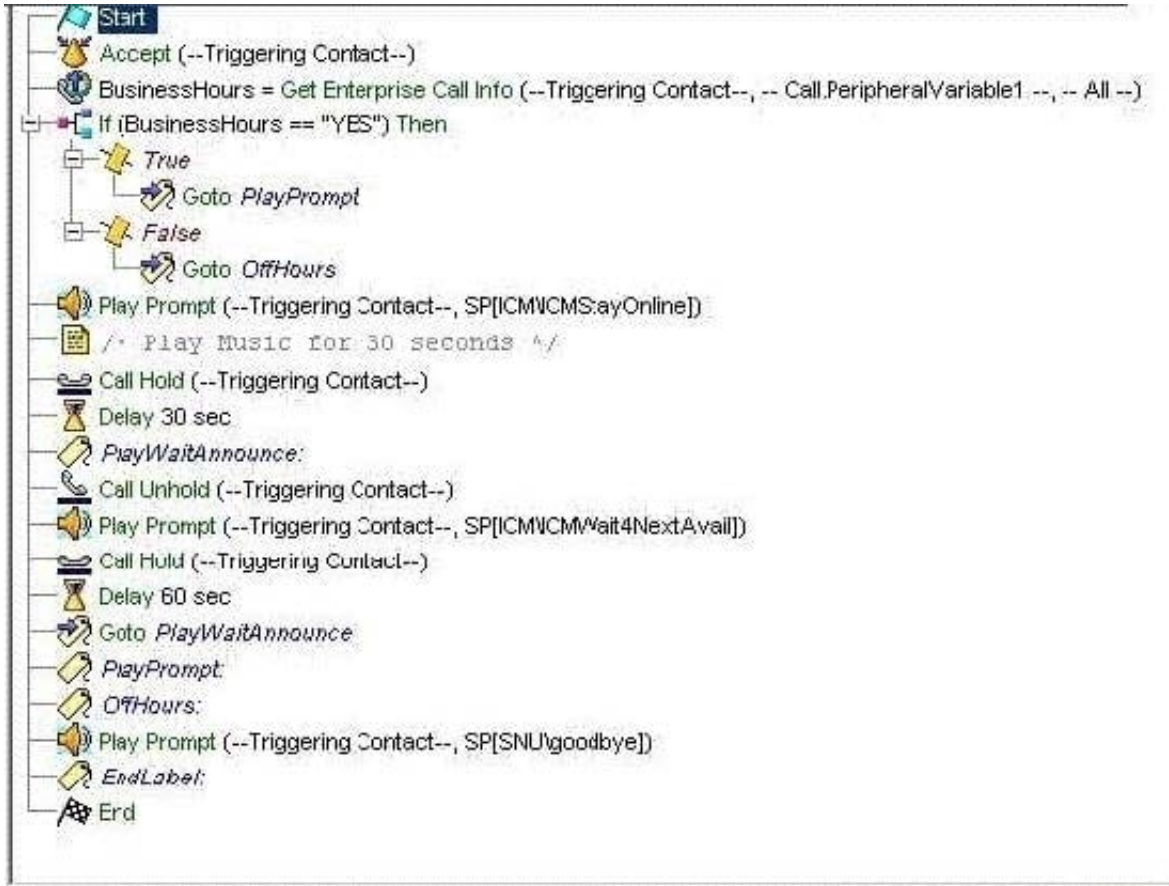 Start
Accept (--Triggering Contact--)
BusinessHours = Get Enterprise Call Info (--Triggering Contact--, -- Call.PeripheralVariable1 --, -- All --)
If (BusinessHours == "YES") Then
True
Goto PlayPrompt
False
Goto OffHours
Play Prompt (--Triggering Contact--, SP[ICM\ICMStayOnline])
/* Play Music for 30 seconds */
Call Hold (--Triggering Contact--)
Delay 30 sec
PlayWaitAnnounce:
Call Unhold (--Triggering Contact--)
Play Prompt (--Triggering Contact--, SP[ICM\ICMWait4NextAvail])
Call Hold (--Triggering Contact--)
Delay 60 sec
Goto PlayWaitAnnounce
PlayPrompt:
OffHours:
Play Prompt (--Triggering Contact--, SP[SNU\goodbye])
EndLabel:
End